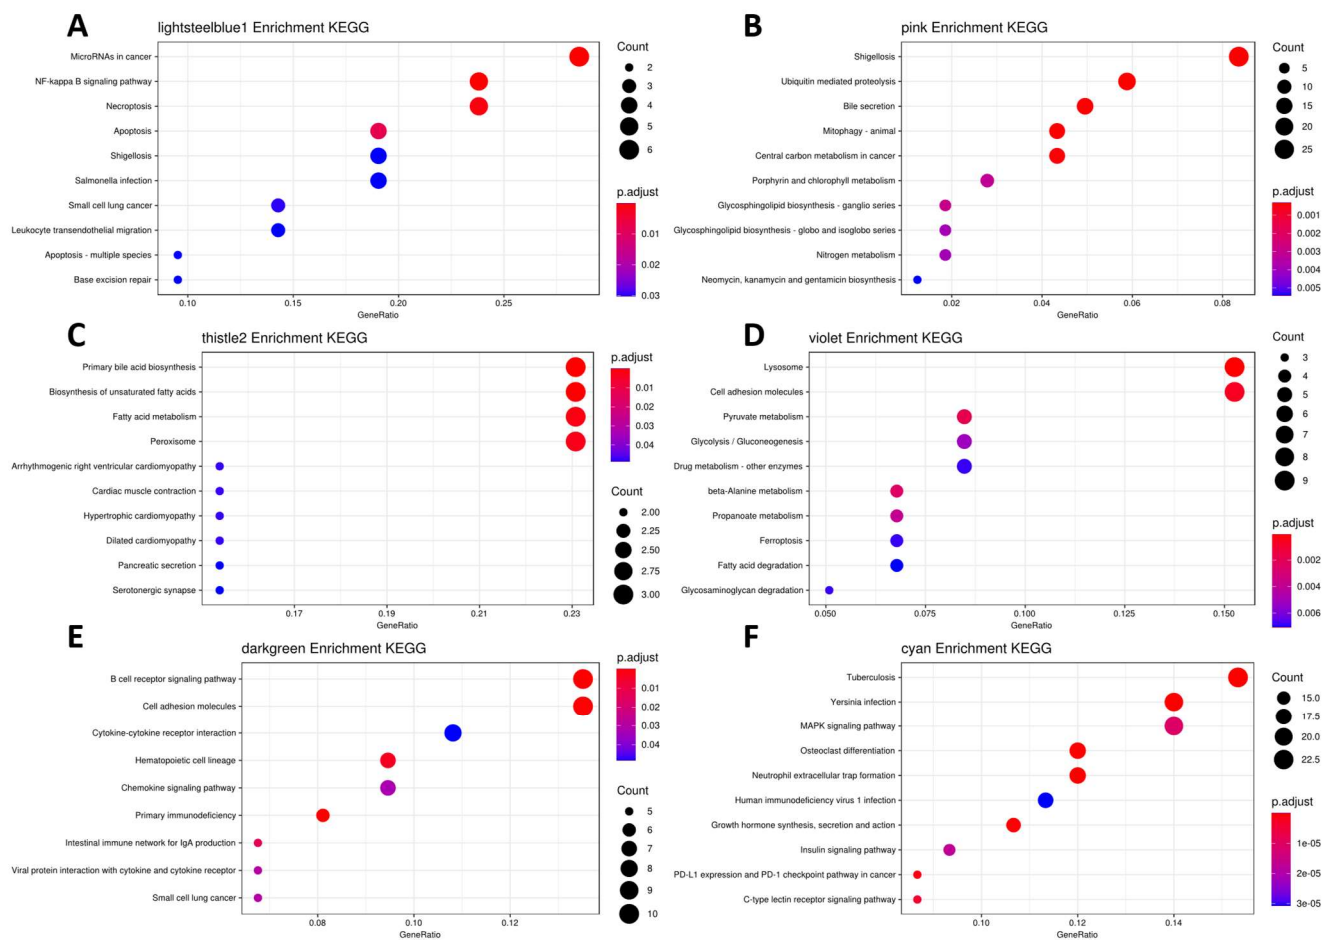 A
lightsteelblue1 Enrichment KEGG
MicroRNAs in cancer
NF-kappa B signaling pathway
Necroptosis
Apoptosis
Shigellosis
Salmonella infection
Small cell lung cancer
Leukocyte transendothelial migration
Apoptosis - multiple species
Base excision repair
0.10
0.15
0.20
0.25
GeneRatio
Count
2
3
4
5
6
p.adjust
0.01
0.02
0.03
B
pink Enrichment KEGG
Shigellosis
Ubiquitin mediated proteolysis
Bile secretion
Mitophagy - animal
Central carbon metabolism in cancer
Porphyrin and chlorophyll metabolism
Glycosphingolipid biosynthesis - ganglio series
Glycosphingolipid biosynthesis - globo and isoglobo series
Nitrogen metabolism
Neomycin, kanamycin and gentamicin biosynthesis
0.02
0.04
0.06
0.08
GeneRatio
Count
5
10
15
20
25
p.adjust
0.001
0.002
0.003
0.004
0.005
C
thistle2 Enrichment KEGG
Primary bile acid biosynthesis
Biosynthesis of unsaturated fatty acids
Fatty acid metabolism
Peroxisome
Arrhythmogenic right ventricular cardiomyopathy
Cardiac muscle contraction
Hypertrophic cardiomyopathy
Dilated cardiomyopathy
Pancreatic secretion
Serotonergic synapse
0.17
0.19
0.21
0.23
GeneRatio
p.adjust
0.01
0.02
0.03
0.04
Count
2.00
2.25
2.50
2.75
3.00
D
violet Enrichment KEGG
Lysosome
Cell adhesion molecules
Pyruvate metabolism
Glycolysis / Gluconeogenesis
Drug metabolism - other enzymes
beta-Alanine metabolism
Propanoate metabolism
Ferroptosis
Fatty acid degradation
Glycosaminoglycan degradation
0.050
0.075
0.100
0.125
0.150
GeneRatio
Count
3
4
5
6
7
8
9
p.adjust
0.002
0.004
0.006
E
darkgreen Enrichment KEGG
B cell receptor signaling pathway
Cell adhesion molecules
Cytokine-cytokine receptor interaction
Hematopoietic cell lineage
Chemokine signaling pathway
Primary immunodeficiency
Intestinal immune network for IgA production
Viral protein interaction with cytokine and cytokine receptor
Small cell lung cancer
0.08
0.10
0.12
GeneRatio
p.adjust
0.01
0.02
0.03
0.04
Count
5
6
7
8
9
10
F
cyan Enrichment KEGG
Tuberculosis
Yersinia infection
MAPK signaling pathway
Osteoclast differentiation
Neutrophil extracellular trap formation
Human immunodeficiency virus 1 infection
Growth hormone synthesis, secretion and action
Insulin signaling pathway
PD-L1 expression and PD-1 checkpoint pathway in cancer
C-type lectin receptor signaling pathway
0.10
0.12
0.14
GeneRatio
Count
15.0
17.5
20.0
22.5
p.adjust
1e-05
2e-05
3e-05